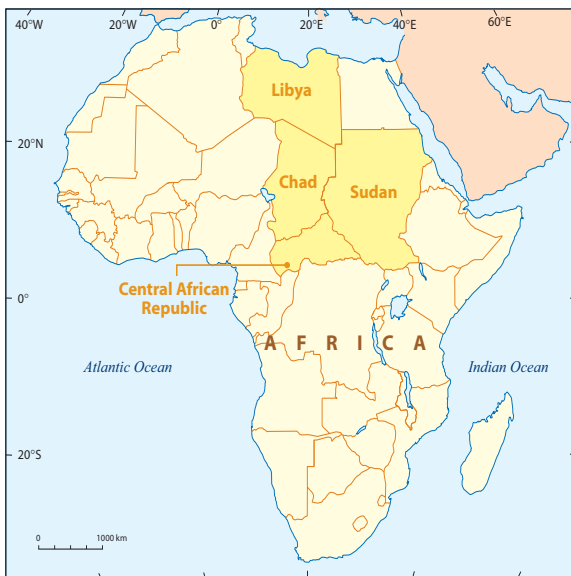 40°W 20°W 0° 20°E 40°E 60°E
Libya
20°N
Chad
Sudan
Central African
Republic
0°
A F R I C A
Atlantic Ocean
Indian Ocean
20°S
0 1000 km